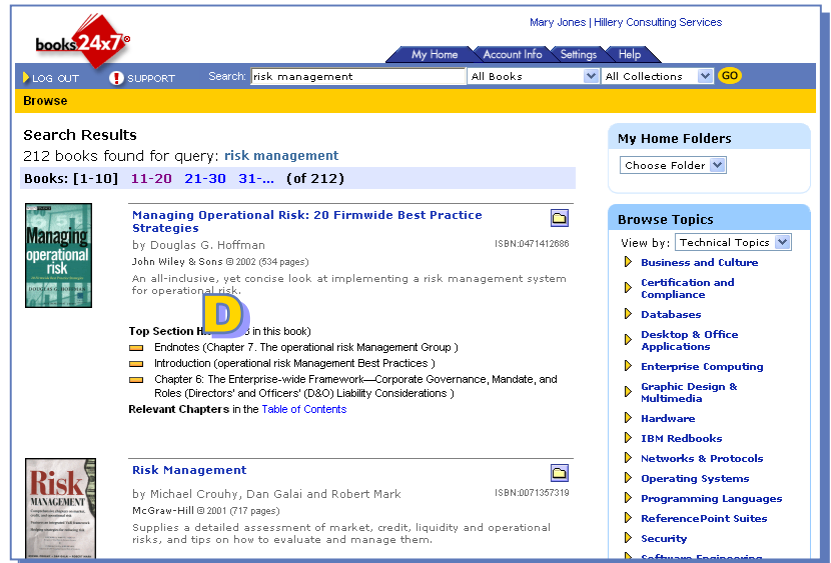 Mary Jones | Hillery Consulting Services
books24x7®
My Home Account Info Settings Help
LOG OUT ! SUPPORT Search: risk management All Books All Collections GO
Browse
Search Results
212 books found for query: risk management
Books: [1-10] 11-20 21-30 31-... (of 212)
Managing
operational
risk
DOUGLAS G. HOFFMAN
Managing Operational Risk: 20 Firmwide Best Practice
Strategies
by Douglas G. Hoffman ISBN:0471412686
John Wiley & Sons © 2002 (534 pages)
An all-inclusive, yet concise look at implementing a risk management system
for operational risk.
D
Top Section in this book)
Endnotes (Chapter 7. The operational risk Management Group )
Introduction (operational risk Management Best Practices )
Chapter 6: The Enterprise-wide Framework—Corporate Governance, Mandate, and
Roles (Directors' and Officers' (D&O) Liability Considerations )
Relevant Chapters in the Table of Contents
Risk
MANAGEMENT
Risk Management
by Michael Crouhy, Dan Galai and Robert Mark ISBN:0071357319
McGraw-Hill © 2001 (717 pages)
Supplies a detailed assessment of market, credit, liquidity and operational
risks, and tips on how to evaluate and manage them.
My Home Folders
Choose Folder
Browse Topics
View by: Technical Topics
Business and Culture
Certification and
Compliance
Databases
Desktop & Office
Applications
Enterprise Computing
Graphic Design &
Multimedia
Hardware
IBM Redbooks
Networks & Protocols
Operating Systems
Programming Languages
ReferencePoint Suites
Security
Software Engineering